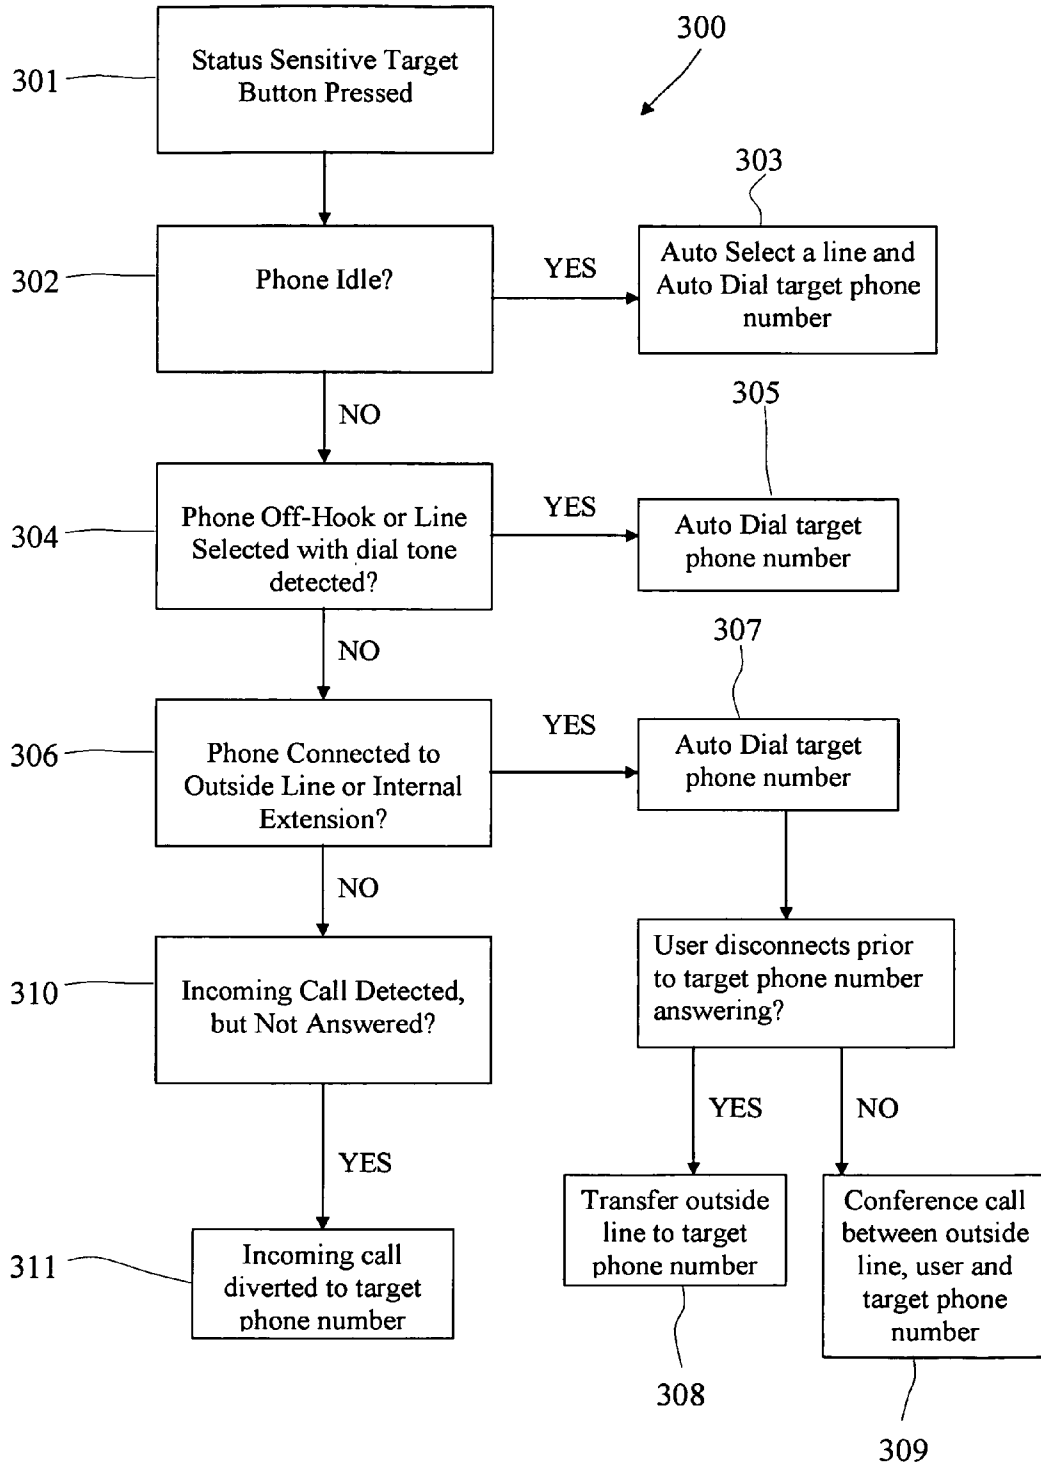 300
301
Status Sensitive Target
Button Pressed
302
Phone Idle?
YES
303
Auto Select a line and
Auto Dial target phone
number
NO
304
Phone Off-Hook or Line
Selected with dial tone
detected?
YES
305
Auto Dial target
phone number
NO
306
Phone Connected to
Outside Line or Internal
Extension?
YES
307
Auto Dial target
phone number
NO
310
Incoming Call Detected,
but Not Answered?
User disconnects prior
to target phone number
answering?
YES
NO
YES
311
Incoming call
diverted to target
phone number
Transfer outside
line to target
phone number
308
Conference call
between outside
line, user and
target phone
number
309